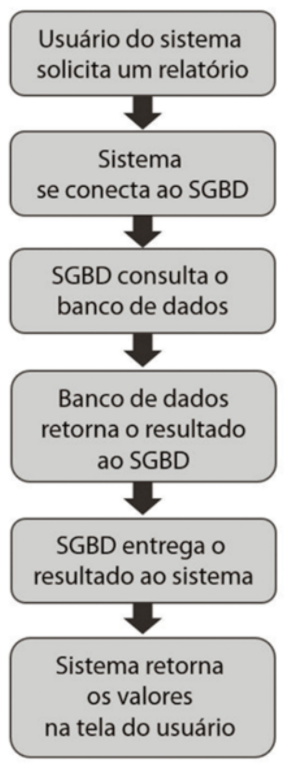 Usuário do sistema
solicita um relatório
Sistema
se conecta ao SGBD
SGBD consulta o
banco de dados
Banco de dados
retorna o resultado
ao SGBD
SGBD entrega o
resultado ao sistema
Sistema retorna
os valores
na tela do usuário